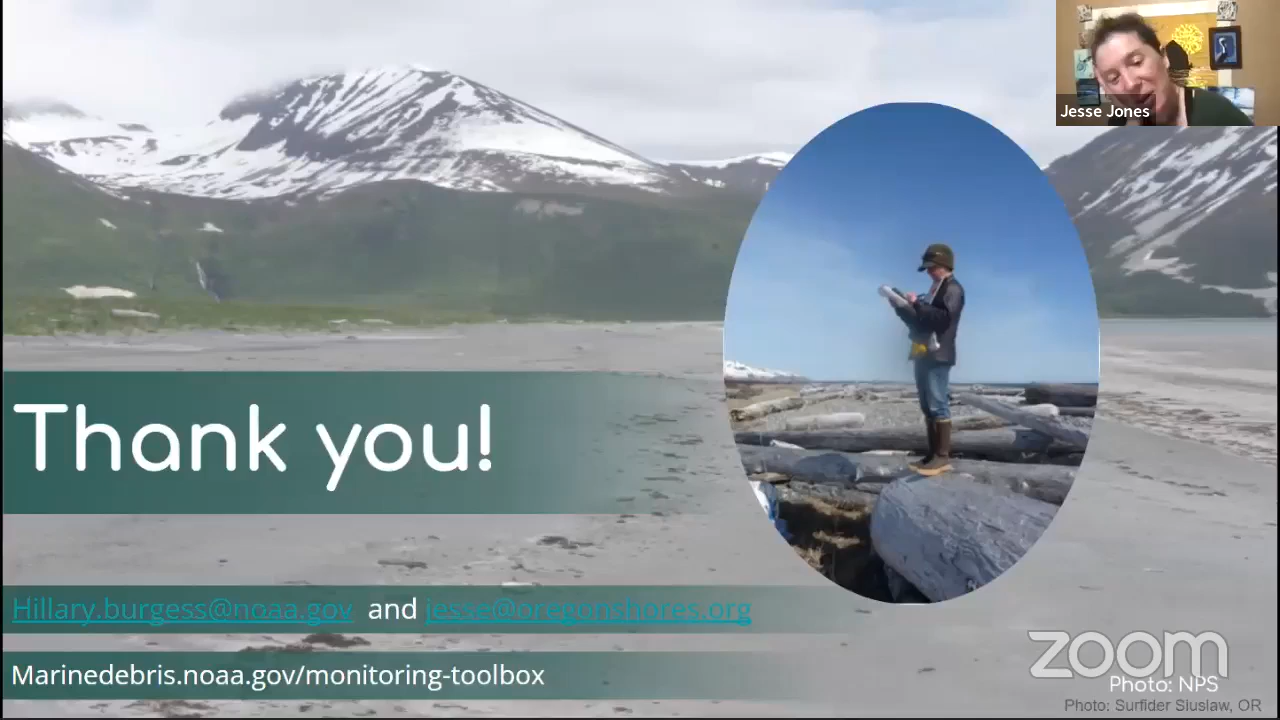 Jesse Jones
Thank you!
Hillary.burgess@noaa.gov and jesse@oregonshores.org
Marinedebris.noaa.gov/monitoring-toolbox
zoom
Photo: NPS
Photo: Surfider Siuslaw, OR